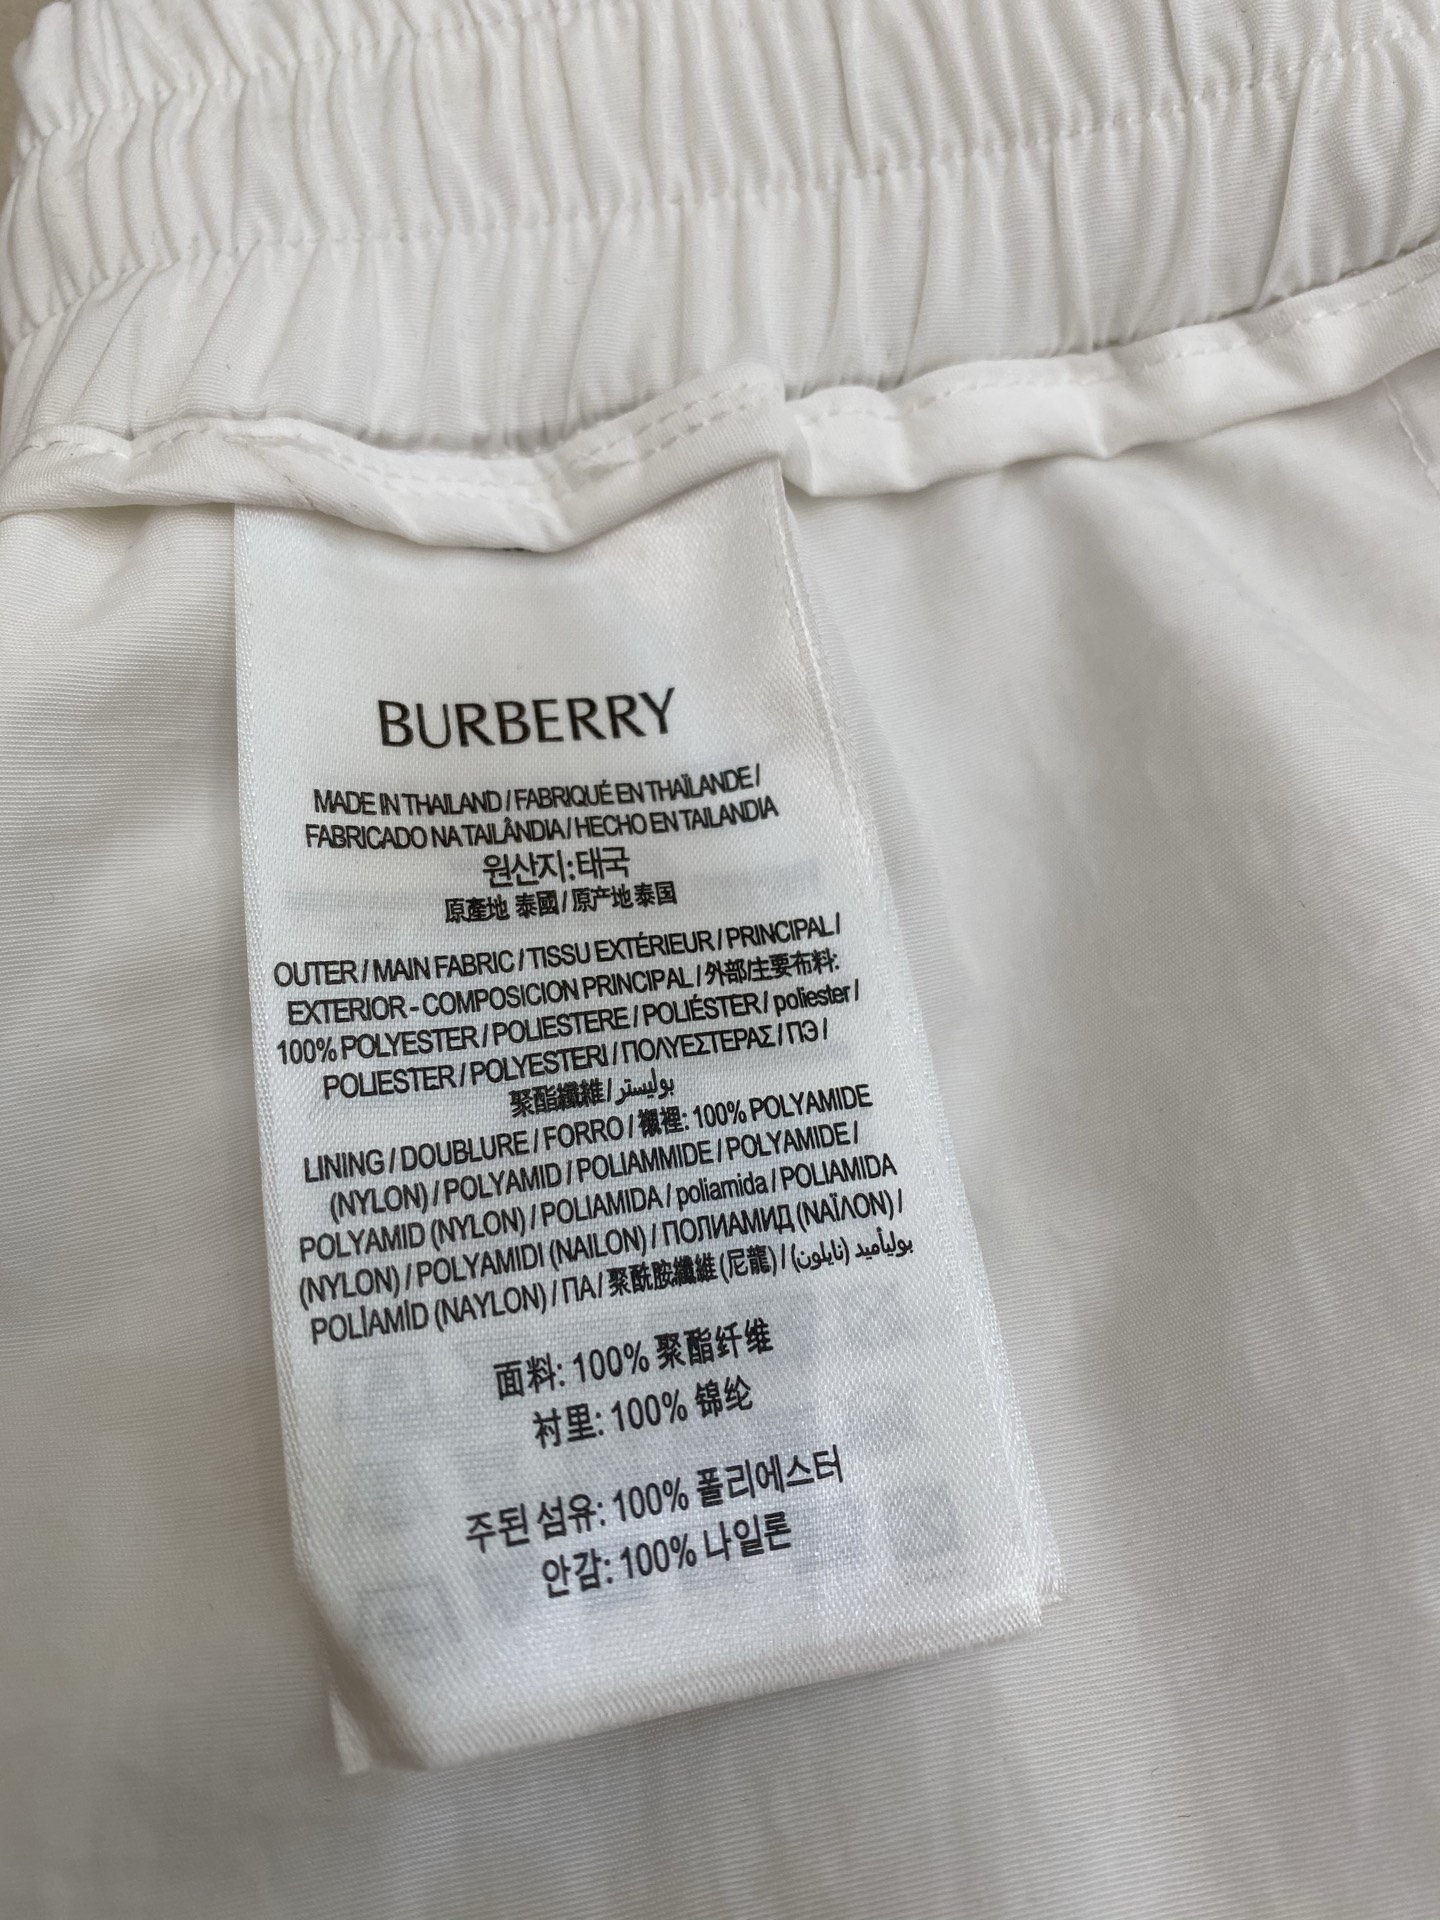 BURBERRY
MADE IN THAILAND / FABRIQUÉ EN THAÏLANDE /
FABRICADO NA TAILÂNDIA / HECHO EN TAILANDIA
원산지:태국
原產地 泰國 / 原产地 泰国
OUTER / MAIN FABRIC / TISSU EXTÉRIEUR / PRINCIPAL /
EXTERIOR - COMPOSICION PRINCIPAL / 外部/主要布料:
100% POLYESTER / POLIESTERE / POLIÉSTER / poliester /
POLIESTER / POLYESTERI / ΠΟΛΥΕΣΤΕΡΑΣ / ПЭ /
聚酯纖維 / بوليستر
LINING / DOUBLURE / FORRO / 襯裡: 100% POLYAMIDE
(NYLON) / POLYAMID / POLIAMMIDE / POLYAMIDE /
POLYAMID (NYLON) / POLIAMIDA / poliamida / POLIAMIDA
(NYLON) / POLYAMIDI (NAILON) / ΠΟЛИАМИД (ΝΑΪΛΟΝ) /
POLİAMİD (NAYLON) / ПА / 聚酰胺纖維 (尼龍) / بوليأميد (نايلون)
面料: 100% 聚酯纤维
衬里: 100% 锦纶
주된 섬유: 100% 폴리에스터
안감: 100% 나일론